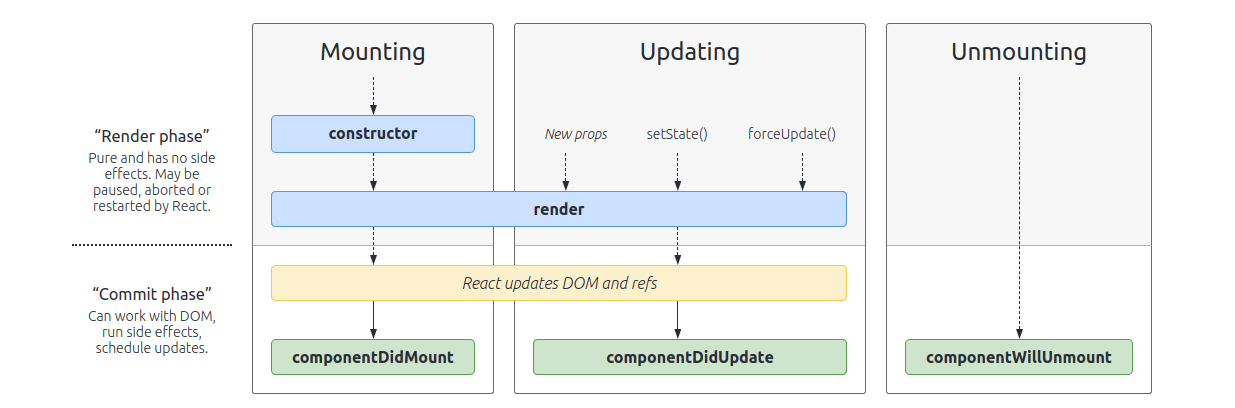 Mounting
Updating
Unmounting
“Render phase”
Pure and has no side
effects. May be
paused, aborted or
restarted by React.
constructor
New props
setState()
forceUpdate()
render
“Commit phase”
Can work with DOM,
run side effects,
schedule updates.
React updates DOM and refs
componentDidMount
componentDidUpdate
componentWillUnmount